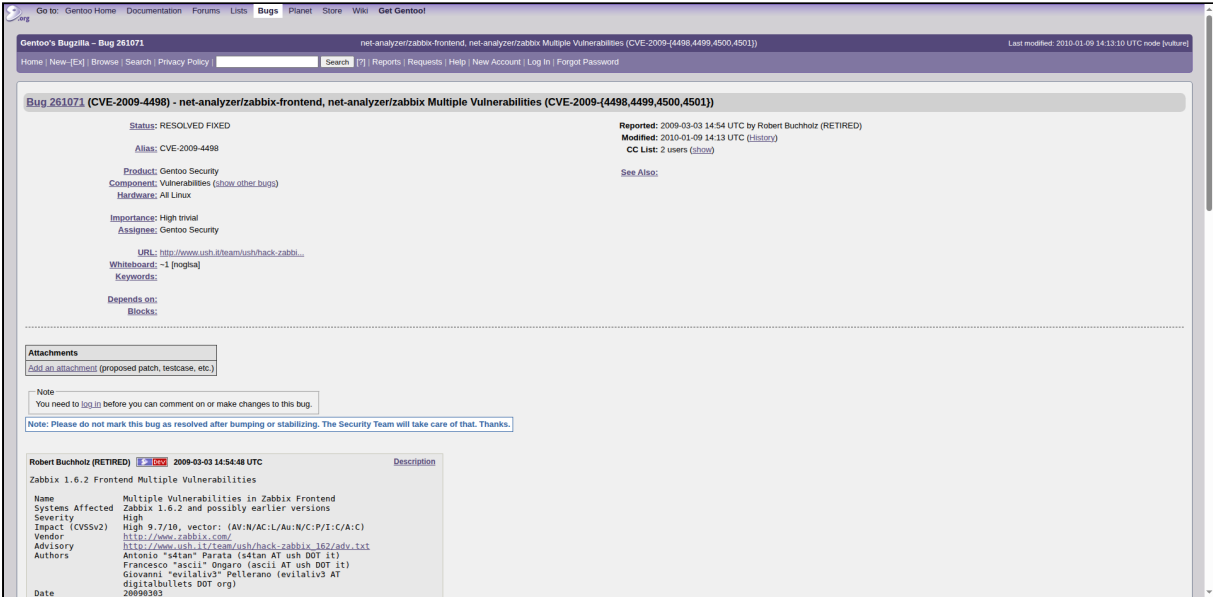 .org
Go to: Gentoo Home Documentation Forums Lists Bugs Planet Store Wiki Get Gentoo!
Gentoo's Bugzilla – Bug 261071 net-analyzer/zabbix-frontend, net-analyzer/zabbix Multiple Vulnerabilities (CVE-2009-{4498,4499,4500,4501}) Last modified: 2010-01-09 14:13:10 UTC node [vulture]
Home | New–[Ex] | Browse | Search | Privacy Policy | Search [?] | Reports | Requests | Help | New Account | Log In | Forgot Password
Bug 261071 (CVE-2009-4498) - net-analyzer/zabbix-frontend, net-analyzer/zabbix Multiple Vulnerabilities (CVE-2009-{4498,4499,4500,4501})
Status: RESOLVED FIXED
Alias: CVE-2009-4498
Product: Gentoo Security
Component: Vulnerabilities (show other bugs)
Hardware: All Linux
Importance: High trivial
Assignee: Gentoo Security
URL: http://www.ush.it/team/ush/hack-zabbi...
Whiteboard: ~1 [noglsa]
Keywords:
Depends on:
Blocks:
Reported: 2009-03-03 14:54 UTC by Robert Buchholz (RETIRED)
Modified: 2010-01-09 14:13 UTC (History)
CC List: 2 users (show)
See Also:
Attachments
Add an attachment (proposed patch, testcase, etc.)
Note
You need to log in before you can comment on or make changes to this bug.
Note: Please do not mark this bug as resolved after bumping or stabilizing. The Security Team will take care of that. Thanks.
Robert Buchholz (RETIRED) DEV 2009-03-03 14:54:48 UTC Description
Zabbix 1.6.2 Frontend Multiple Vulnerabilities
Name Multiple Vulnerabilities in Zabbix Frontend
Systems Affected Zabbix 1.6.2 and possibly earlier versions
Severity High
Impact (CVSSv2) High 9.7/10, vector: (AV:N/AC:L/Au:N/C:P/I:C/A:C)
Vendor http://www.zabbix.com/
Advisory http://www.ush.it/team/ush/hack-zabbix_162/adv.txt
Authors Antonio "s4tan" Parata (s4tan AT ush DOT it)
Francesco "ascii" Ongaro (ascii AT ush DOT it)
Giovanni "evilaliv3" Pellerano (evilaliv3 AT
digitalbullets DOT org)
Date 20090303